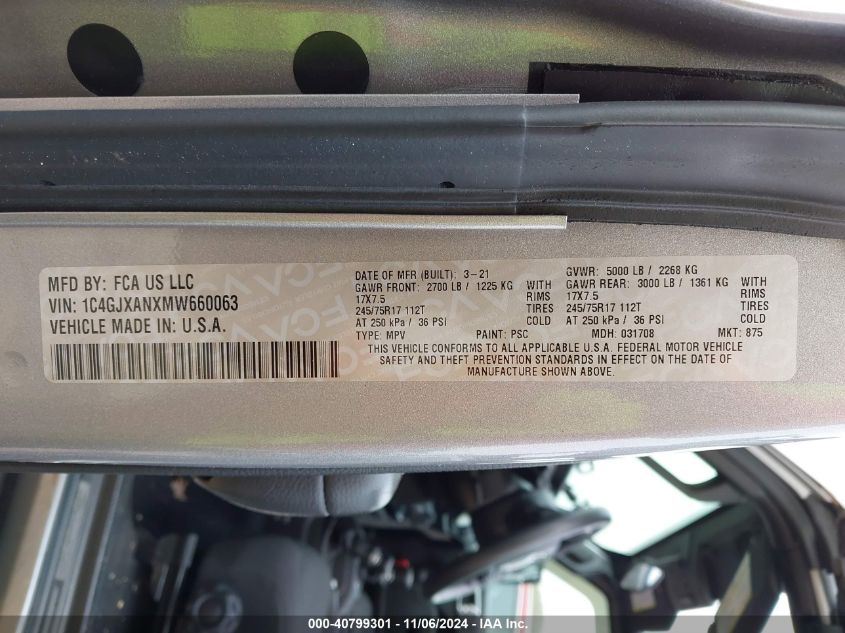 MFD BY: FCA US LLC
VIN: 1C4GJXANXMW660063
VEHICLE MADE IN: U.S.A.
DATE OF MFR (BUILT): 3-21
GAWR FRONT: 2700 LB / 1225 KG WITH
17X7.5 RIMS
245/75R17 112T TIRES
AT 250 kPa / 36 PSI COLD
GVWR: 5000 LB / 2268 KG
GAWR REAR: 3000 LB / 1361 KG WITH
17X7.5 RIMS
245/75R17 112T TIRES
AT 250 kPa / 36 PSI COLD
TYPE: MPV PAINT: PSC MDH: 031708 MKT: 875
THIS VEHICLE CONFORMS TO ALL APPLICABLE U.S.A. FEDERAL MOTOR VEHICLE
SAFETY AND THEFT PREVENTION STANDARDS IN EFFECT ON THE DATE OF
MANUFACTURE SHOWN ABOVE.
000-40799301 - 11/06/2024 - IAA Inc.